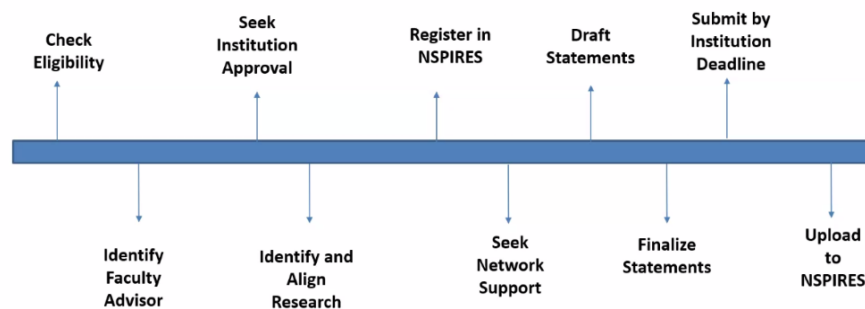 Check
Eligibility
Seek
Institution
Approval
Register in
NSPIRES
Draft
Statements
Submit by
Institution
Deadline
Identify
Faculty
Advisor
Identify and
Align
Research
Seek
Network
Support
Finalize
Statements
Upload
to
NSPIRES